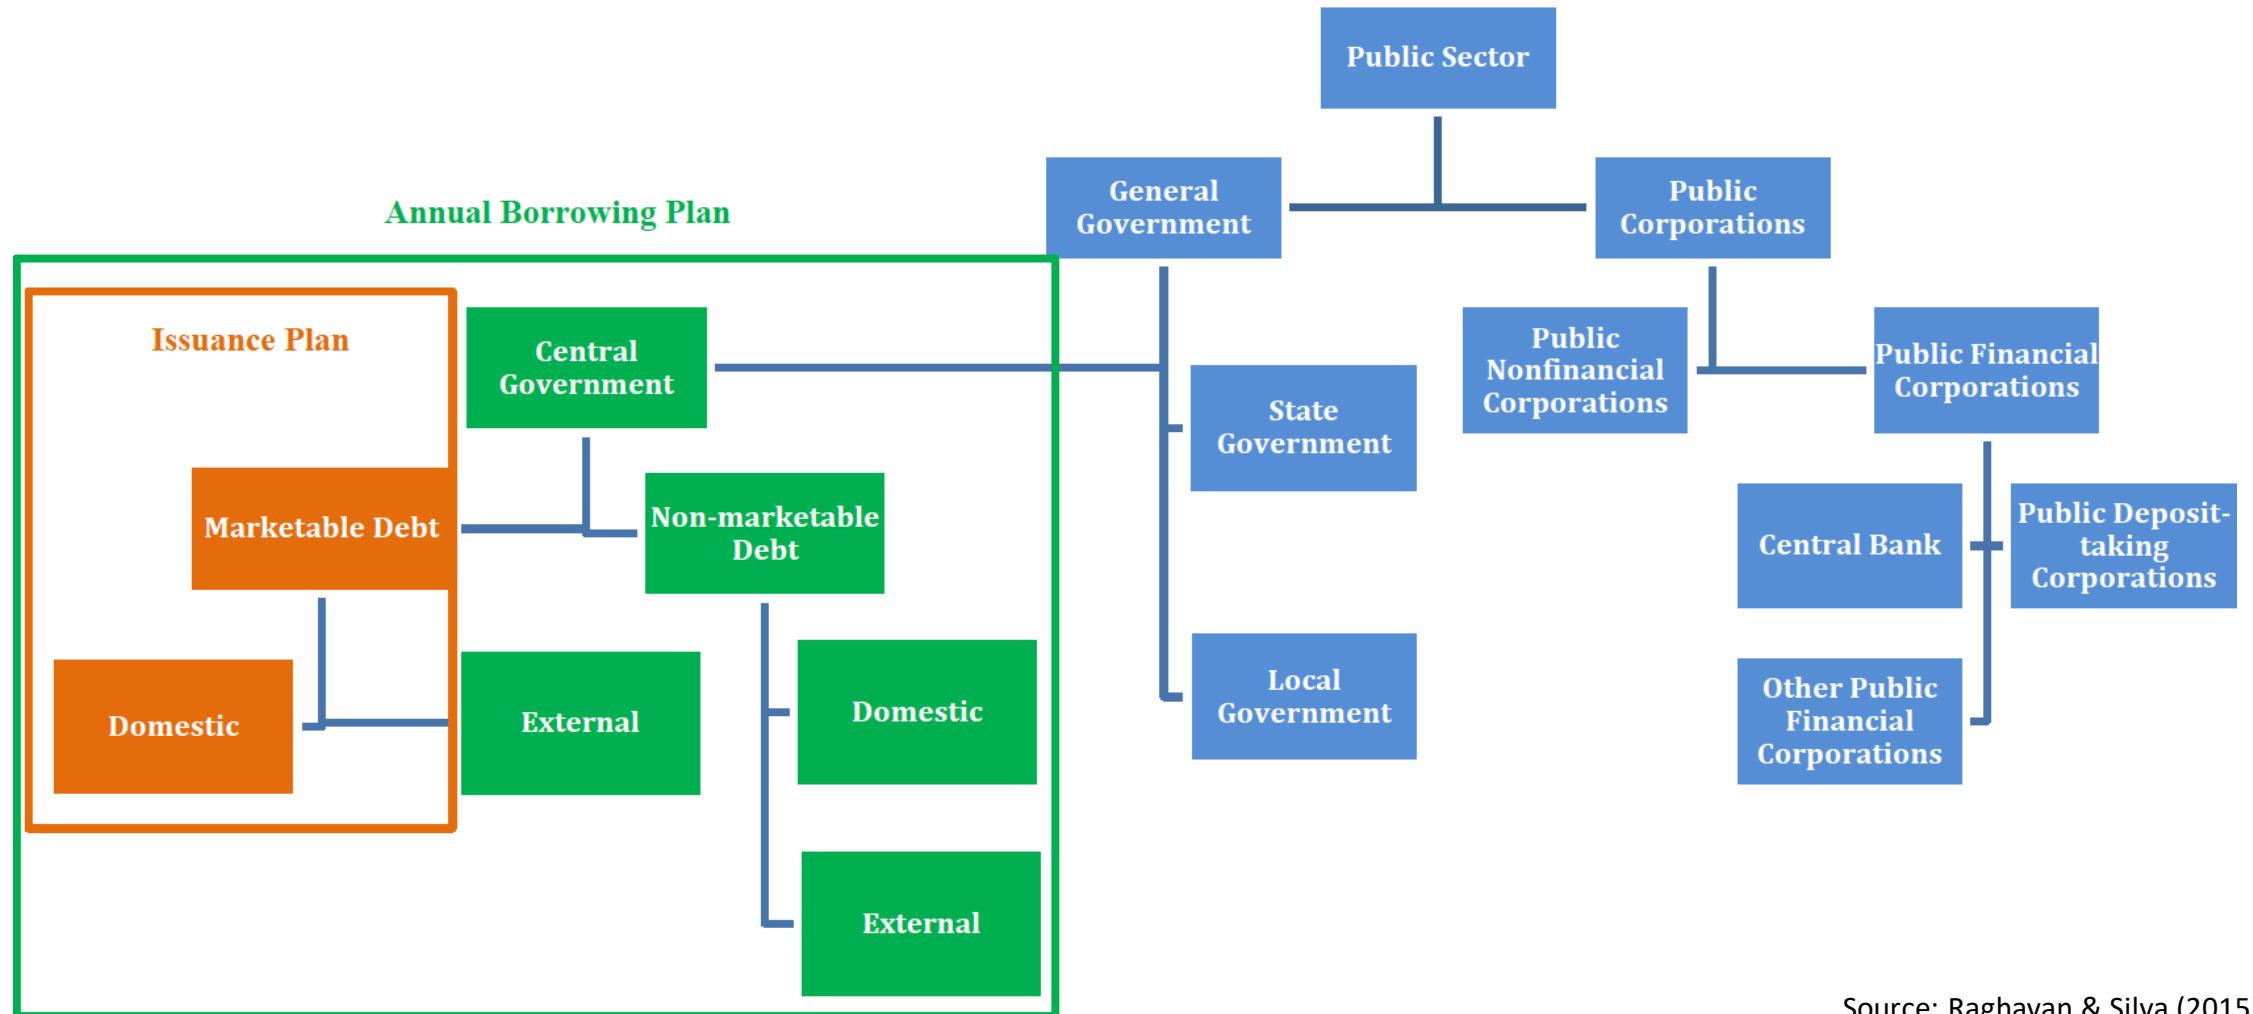 Public Sector
General
Government
Public
Corporations
Annual Borrowing Plan
Issuance Plan
Central
Government
Public
Nonfinancial
Corporations
Public Financial
Corporations
State
Government
Marketable Debt
Non-marketable
Debt
Central Bank
Public Deposit-
taking
Corporations
Domestic
External
Domestic
Local
Government
Other Public
Financial
Corporations
External
Source: Raghavan & Silva (2015